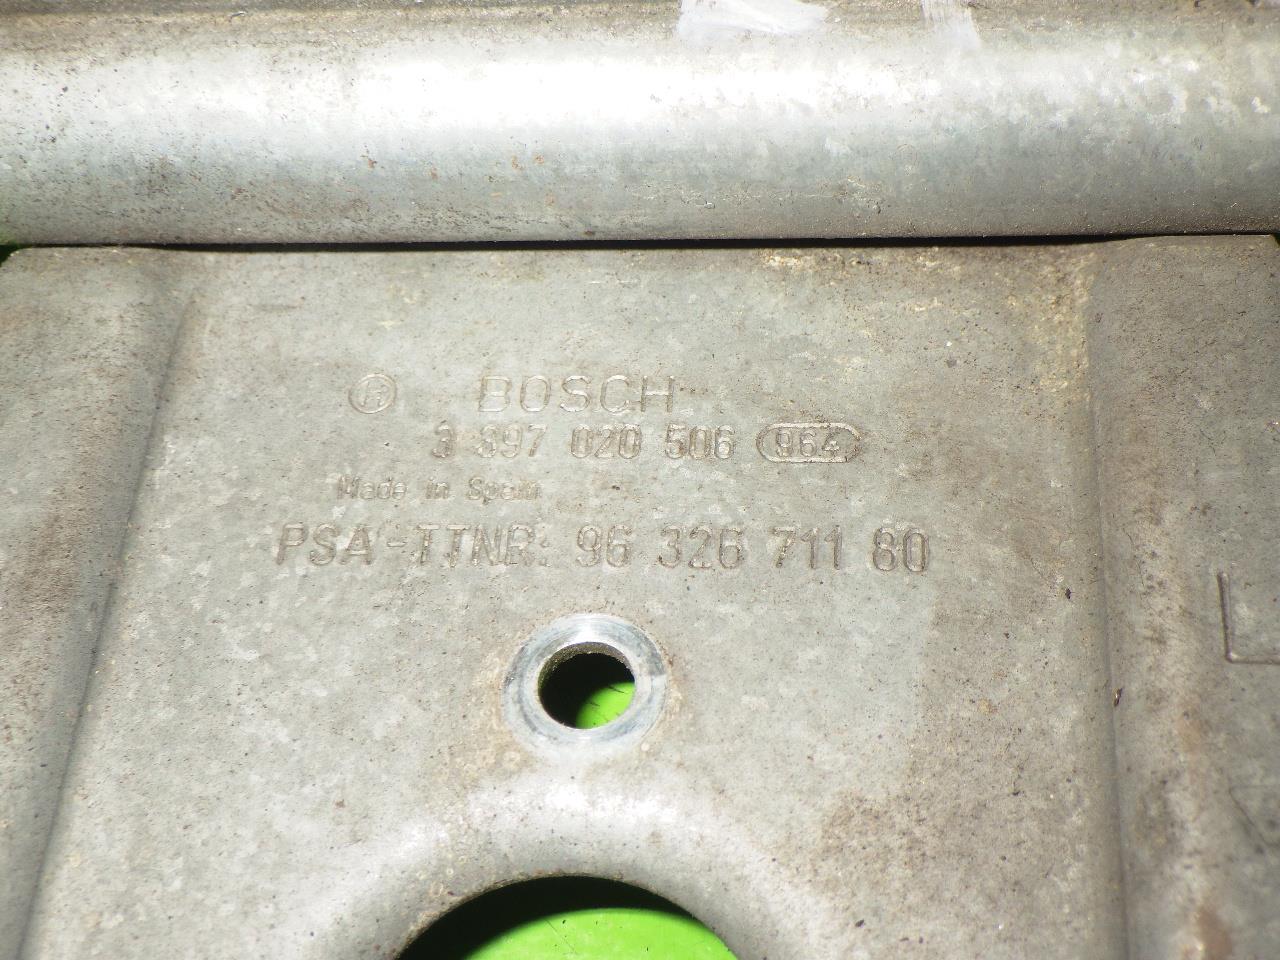 ® BOSCH
3 397 020 506 964
Made in Spain
PSA-TTNR: 96 326 711 80